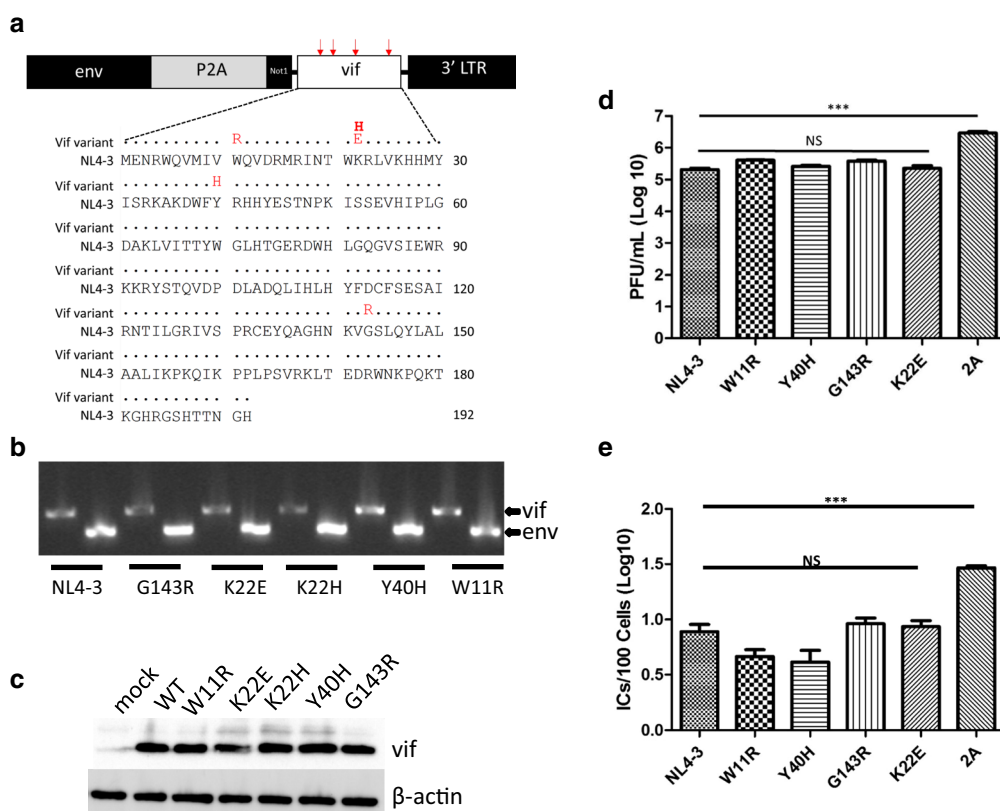 a
env P2A Not1 vif 3' LTR
H
Vif variant .......... R......... .E........
NL4-3 MENRWQVMIV WQVDRMRINT WKRLVKHHMY 30
Vif variant .........H .......... ..........
NL4-3 ISRKAKDWFY RHHYESTNPK ISSEVHIPLG 60
Vif variant .......... .......... ..........
NL4-3 DAKLVITTYW GLHTGERDWH LGQGVSIEWR 90
Vif variant .......... .......... ..........
NL4-3 KKRYSTQVDP DLADQLIHLH YFDCFSESAI 120
Vif variant .......... .......... ..R.......
NL4-3 RNTILGRIVS PRCEYQAGHN KVGSLQYLAL 150
Vif variant .......... .......... ..........
NL4-3 AALIKPKQIK PPLPSVRKLT EDRWNKPQKT 180
Vif variant .......... ..
NL4-3 KGHRGSHTTN GH 192
b
vif
env
NL4-3 G143R K22E K22H Y40H W11R
c
mock WT W11R K22E K22H Y40H G143R
vif
β-actin
d
PFU/mL (Log 10)
***
NS
8
7
6
5
4
3
2
1
0
NL4-3 W11R Y40H G143R K22E 2A
e
ICs/100 Cells (Log10)
***
NS
2.0
1.5
1.0
0.5
0.0
NL4-3 W11R Y40H G143R K22E 2A